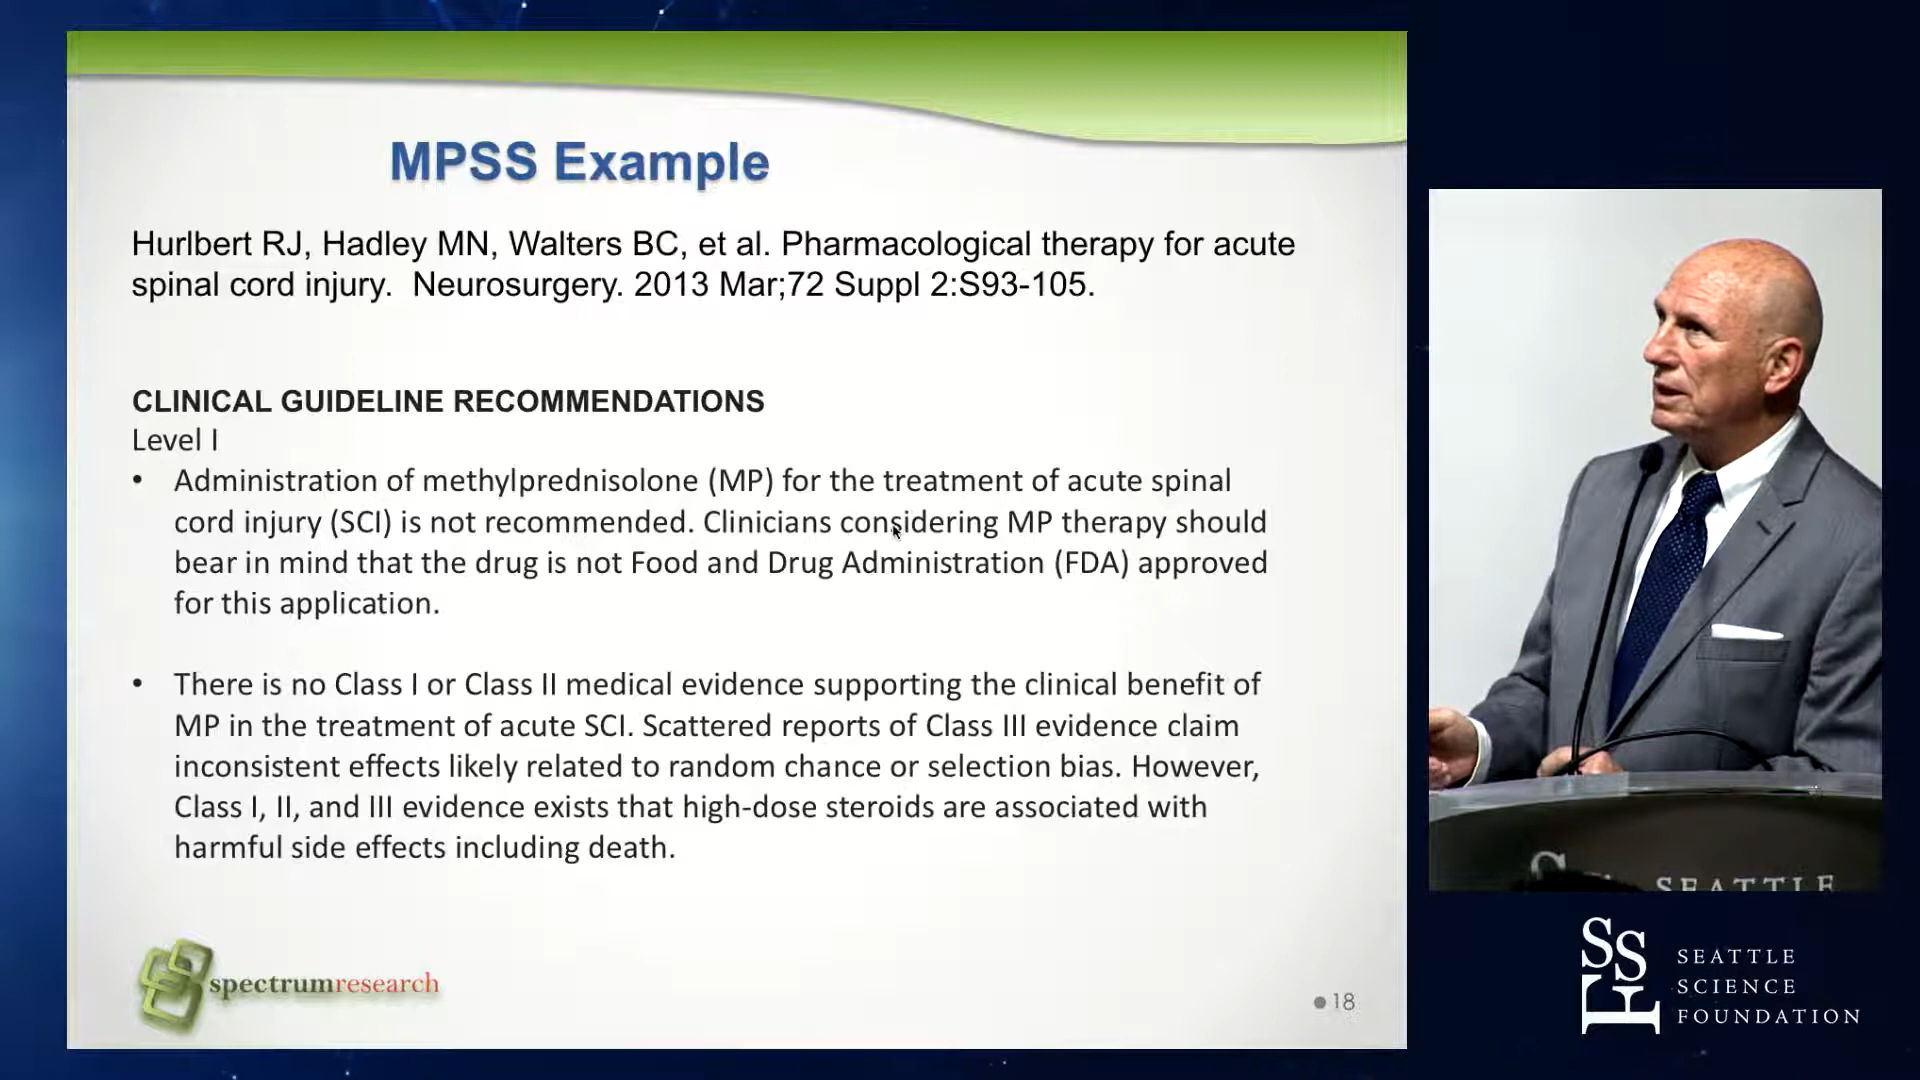 MPSS Example
Hurlbert RJ, Hadley MN, Walters BC, et al. Pharmacological therapy for acute
spinal cord injury.  Neurosurgery. 2013 Mar;72 Suppl 2:S93-105.
CLINICAL GUIDELINE RECOMMENDATIONS
Level I
• Administration of methylprednisolone (MP) for the treatment of acute spinal
cord injury (SCI) is not recommended. Clinicians considering MP therapy should
bear in mind that the drug is not Food and Drug Administration (FDA) approved
for this application.
• There is no Class I or Class II medical evidence supporting the clinical benefit of
MP in the treatment of acute SCI. Scattered reports of Class III evidence claim
inconsistent effects likely related to random chance or selection bias. However,
Class I, II, and III evidence exists that high-dose steroids are associated with
harmful side effects including death.
spectrumresearch
18
SEATTLE
SSF
SEATTLE
SCIENCE
FOUNDATION